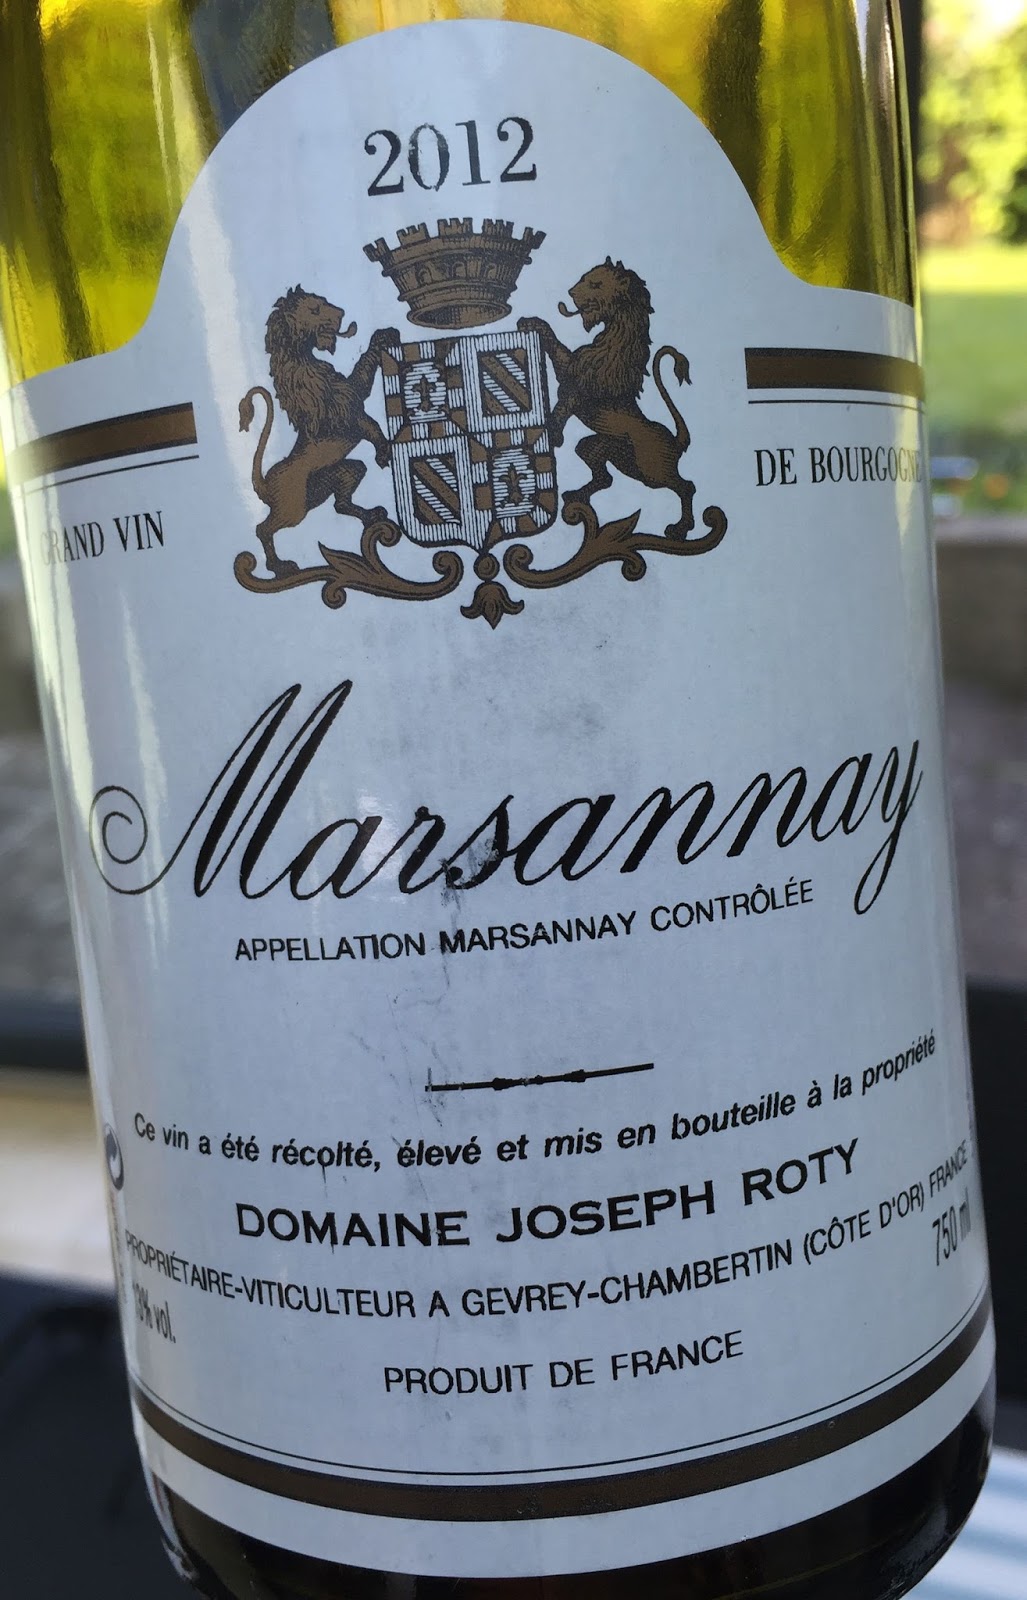 2012
GRAND VIN
DE BOURGOGNE
Marsannay
APPELLATION MARSANNAY CONTRÔLÉE
Ce vin a été récolté, élevé et mis en bouteille à la propriété
DOMAINE JOSEPH ROTY
PROPRIÉTAIRE-VITICULTEUR A GEVREY-CHAMBERTIN (CÔTE D'OR) FRANCE
vol.
750 ml
PRODUIT DE FRANCE